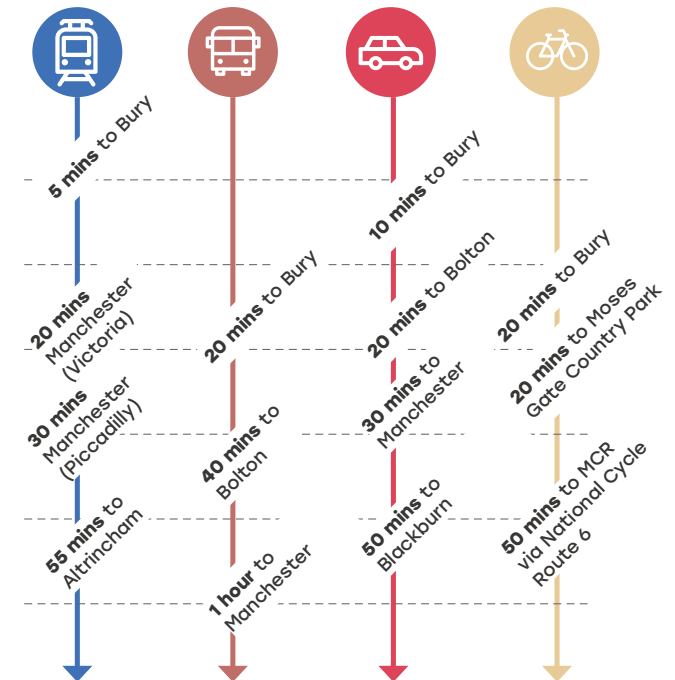 5 mins to Bury
20 mins
Manchester
(Victoria)
30 mins
Manchester
(Piccadilly)
55 mins to
Altrincham
20 mins to Bury
40 mins to
Bolton
1 hour to
Manchester
10 mins to Bury
20 mins to Bolton
30 mins to
Manchester
50 mins to
Blackburn
20 mins to Bury
20 mins to Moses
Gate Country Park
50 mins to MCR
via National Cycle
Route 6